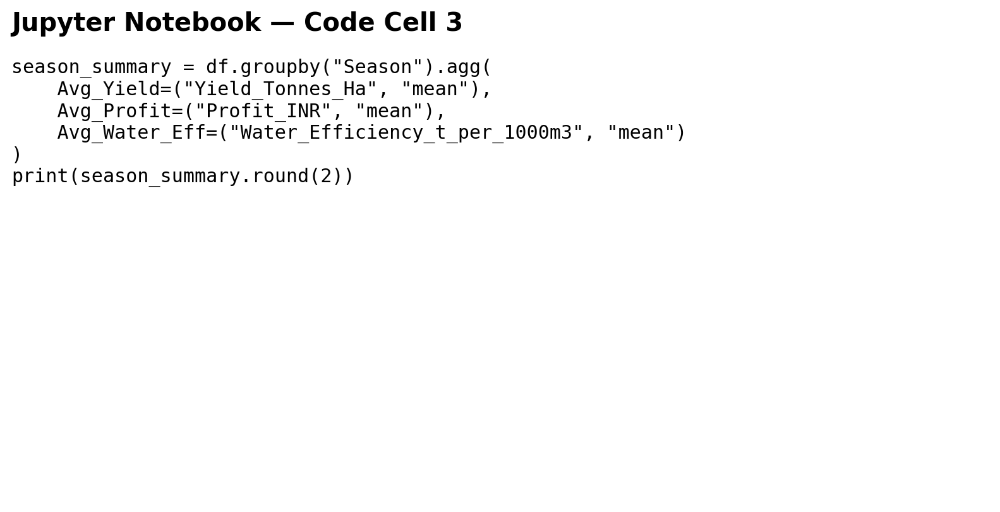 Jupyter Notebook — Code Cell 3
season_summary = df.groupby("Season").agg(
    Avg_Yield=("Yield_Tonnes_Ha", "mean"),
    Avg_Profit=("Profit_INR", "mean"),
    Avg_Water_Eff=("Water_Efficiency_t_per_1000m3", "mean")
)
print(season_summary.round(2))